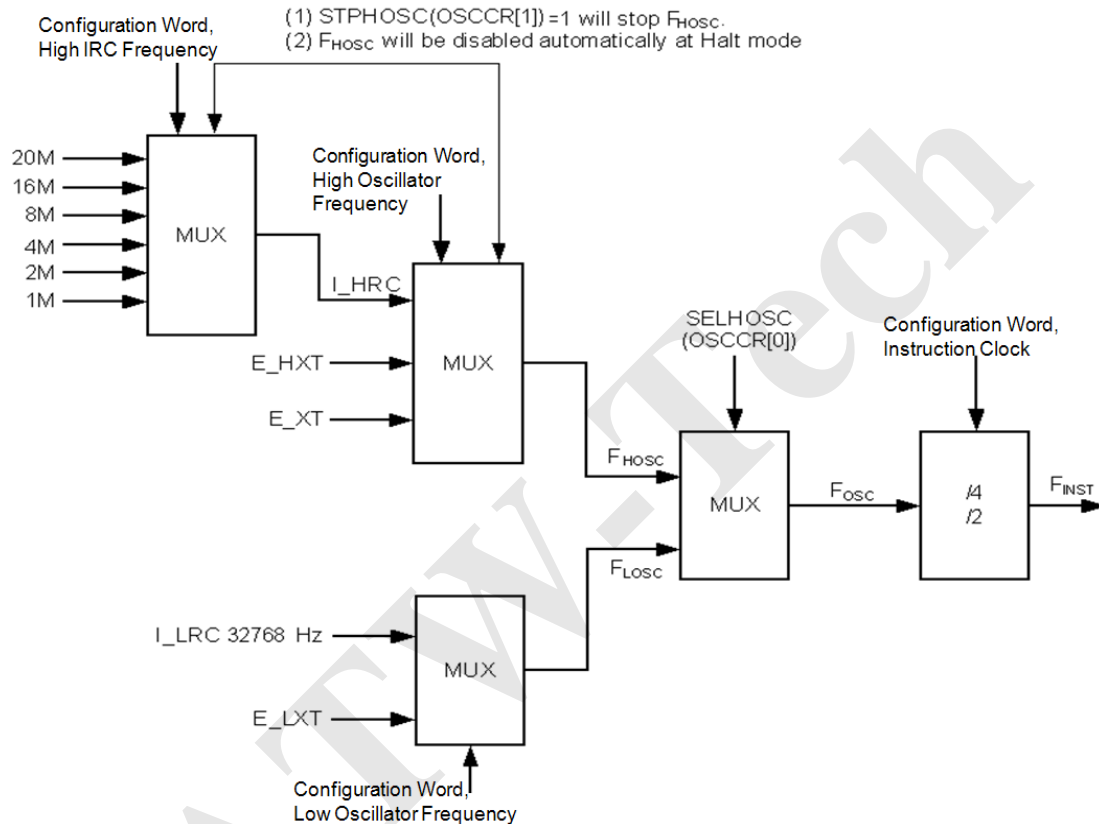 (1) STPHOSC(OSCCR[1])=1 will stop FHOSC.
(2) FHOSC will be disabled automatically at Halt mode
Configuration Word,
High IRC Frequency
20M
16M
8M
4M
2M
1M
MUX
Configuration Word,
High Oscillator
Frequency
I_HRC
E_HXT
E_XT
MUX
SELHOSC
(OSCCR[0])
Configuration Word,
Instruction Clock
FHOSC
FLOSC
MUX
FOSC
/4
/2
FINST
I_LRC 32768 Hz
E_LXT
MUX
Configuration Word,
Low Oscillator Frequency
TW-Tech